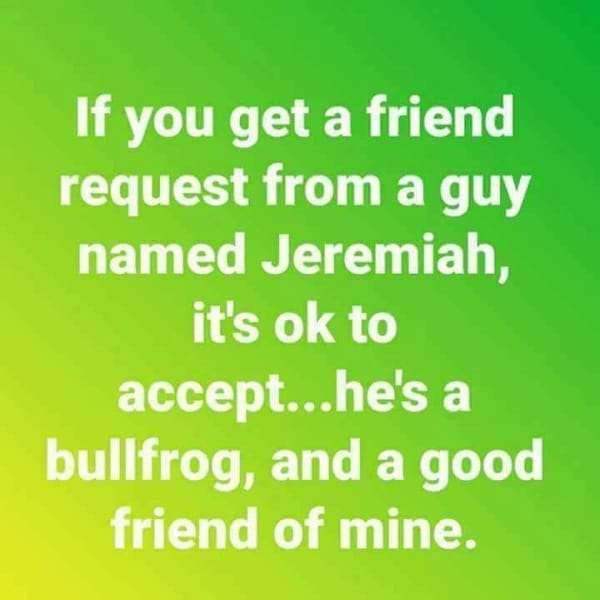 If you get a friend
request from a guy
named Jeremiah,
it's ok to
accept...he's a
bullfrog, and a good
friend of mine.